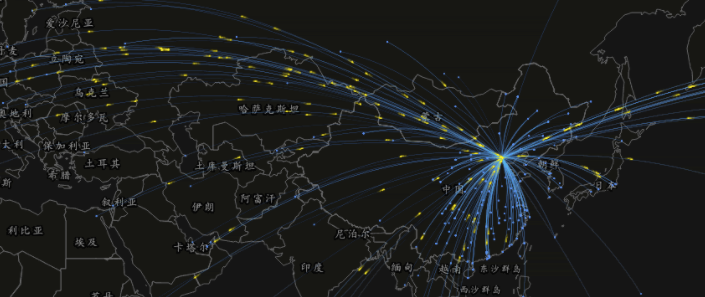 爱沙尼亚
立陶宛
国
乌克兰
奥地利
摩尔多瓦
哈萨克斯坦
蒙古
保加利亚
土耳其
土库曼斯坦
朝鲜
希腊
中国
日本
叙利亚
阿富汗
伊朗
利比亚
埃及
卡塔尔
尼泊尔
印度
缅甸
越南
东沙群岛
西沙群岛